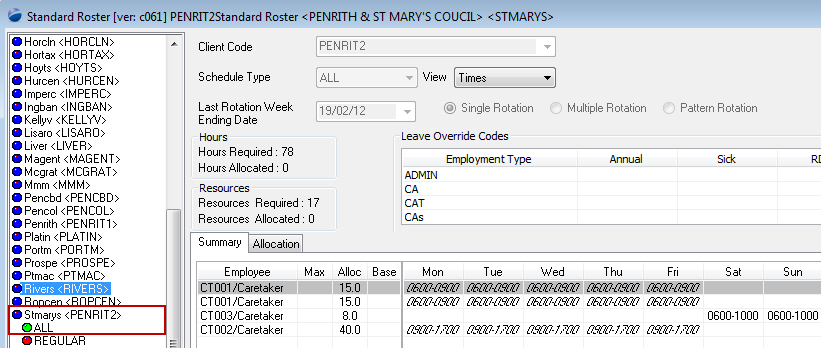 Standard Roster [ver: c061] PENRIT2Standard Roster <PENRITH & ST MARY'S COUCIL> <STMARYS>
Horcln <HORCLN>
Hortax <HORTAX>
Hoyts <HOYTS>
Hurcen <HURCEN>
Imperc <IMPERC>
Ingban <INGBAN>
Kellyv <KELLYV>
Lisaro <LISARO>
Liver <LIVER>
Magent <MAGENT>
Mcgrat <MCGRAT>
Mmm <MMM>
Pencbd <PENCBD>
Pencol <PENCOL>
Penrith <PENRIT1>
Platin <PLATIN>
Portm <PORTM>
Prospe <PROSPE>
Ptmac <PTMAC>
Rivers <RIVERS>
Ropcen <ROPCEN>
Stmarys <PENRIT2>
ALL
REGULAR
Client Code PENRIT2
Schedule Type ALL View Times
Last Rotation Week Ending Date 19/02/12 Single Rotation Multiple Rotation Pattern Rotation
Hours
Hours Required : 78
Hours Allocated : 0
Resources
Resources Required : 17
Resources Allocated : 0
Leave Override Codes
Employment Type Annual Sick RD
ADMIN
CA
CAT
CAs
Summary Allocation
Employee Max Alloc Base Mon Tue Wed Thu Fri Sat Sun
CT001/Caretaker 15.0 0600-0900 0600-0900 0600-0900 0600-0900 0600-0900
CT001/Caretaker 15.0 0600-0900 0600-0900 0600-0900 0600-0900 0600-0900
CT003/Caretaker 8.0 0600-1000 0600-1000
CT002/Caretaker 40.0 0900-1700 0900-1700 0900-1700 0900-1700 0900-1700